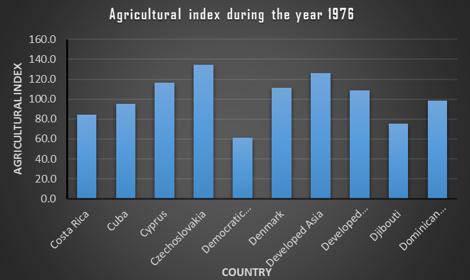 Agricultural index during the year 1976
AGRICULTURAL INDEX
160.0
140.0
120.0
100.0
80.0
60.0
40.0
20.0
0.0
Costa Rica
Cuba
Cyprus
Czechoslovakia
Democratic...
Denmark
Developed Asia
Developed...
Djibouti
Dominican...
COUNTRY